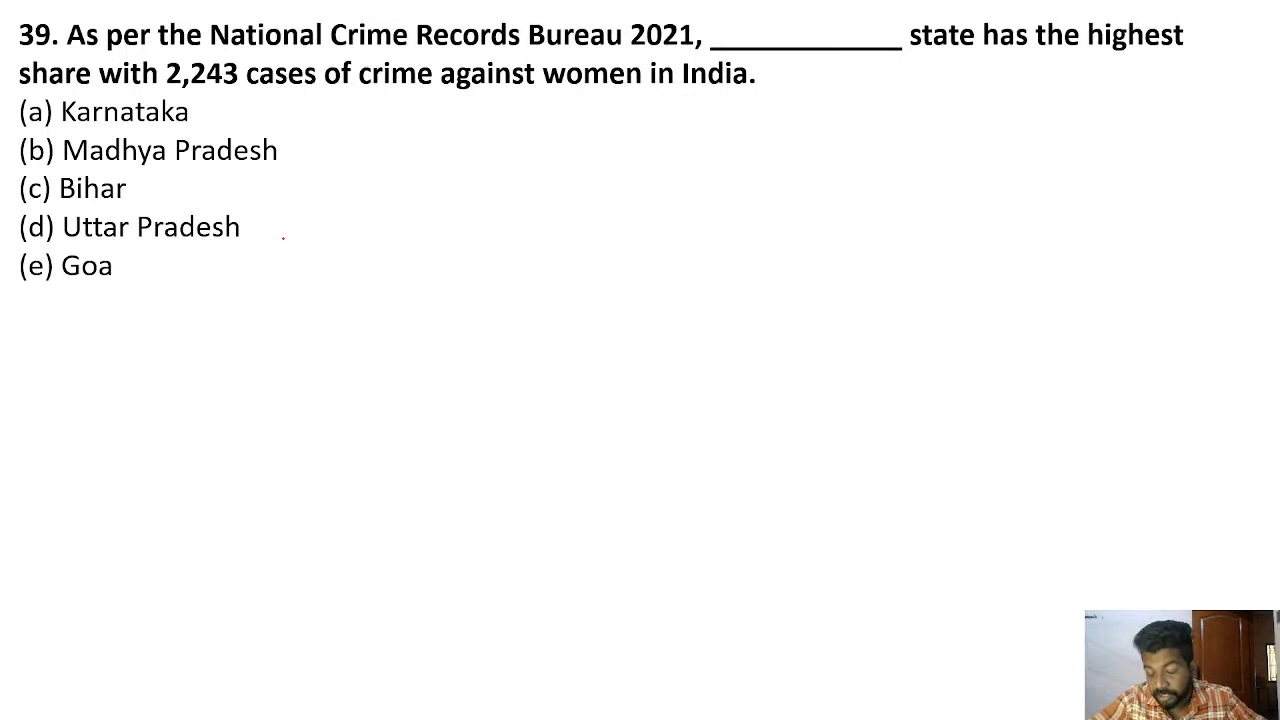 39. As per the National Crime Records Bureau 2021, _____________ state has the highest
share with 2,243 cases of crime against women in India.
(a) Karnataka
(b) Madhya Pradesh
(c) Bihar
(d) Uttar Pradesh
(e) Goa